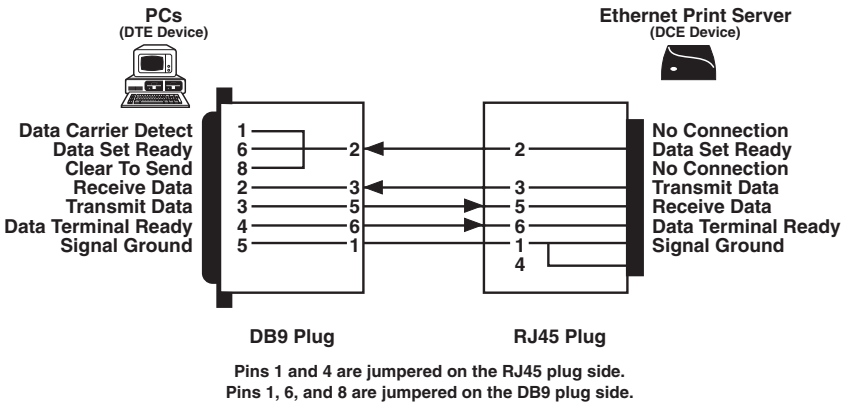 PCs
(DTE Device)
Ethernet Print Server
(DCE Device)
Data Carrier Detect 1 No Connection
Data Set Ready 6 2 2 Data Set Ready
Clear To Send 8 No Connection
Receive Data 2 3 3 Transmit Data
Transmit Data 3 5 5 Receive Data
Data Terminal Ready 4 6 6 Data Terminal Ready
Signal Ground 5 1 1 Signal Ground
4
DB9 Plug RJ45 Plug
Pins 1 and 4 are jumpered on the RJ45 plug side.
Pins 1, 6, and 8 are jumpered on the DB9 plug side.